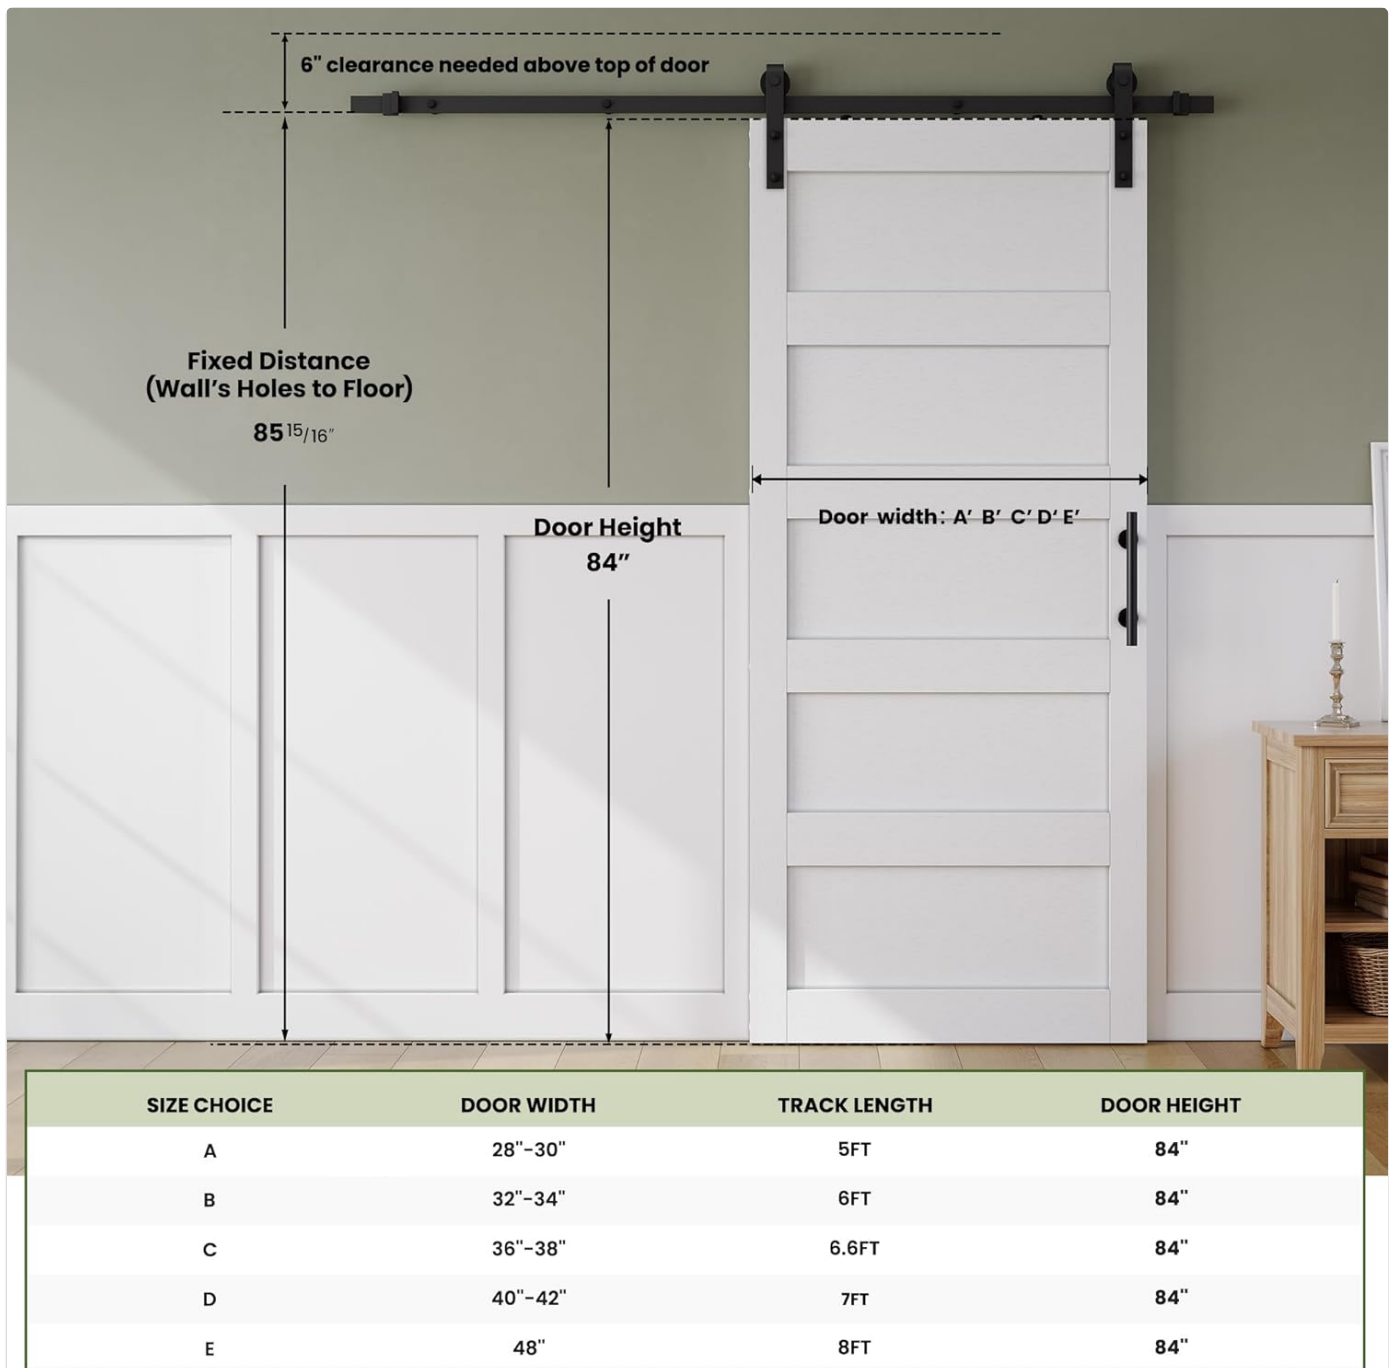 6" clearance needed above top of door
Fixed Distance
(Wall's Holes to Floor)
85 15/16"
Door Height
84"
Door width: A' B' C' D' E'
SIZE CHOICE DOOR WIDTH TRACK LENGTH DOOR HEIGHT
A 28"-30" 5FT 84"
B 32"-34" 6FT 84"
C 36"-38" 6.6FT 84"
D 40"-42" 7FT 84"
E 48" 8FT 84"